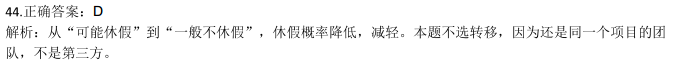 44.正确答案：D
解析：从“可能休假”到“一般不休假”，休假概率降低，减轻。本题不选转移，因为还是同一个项目的团
队，不是第三方。